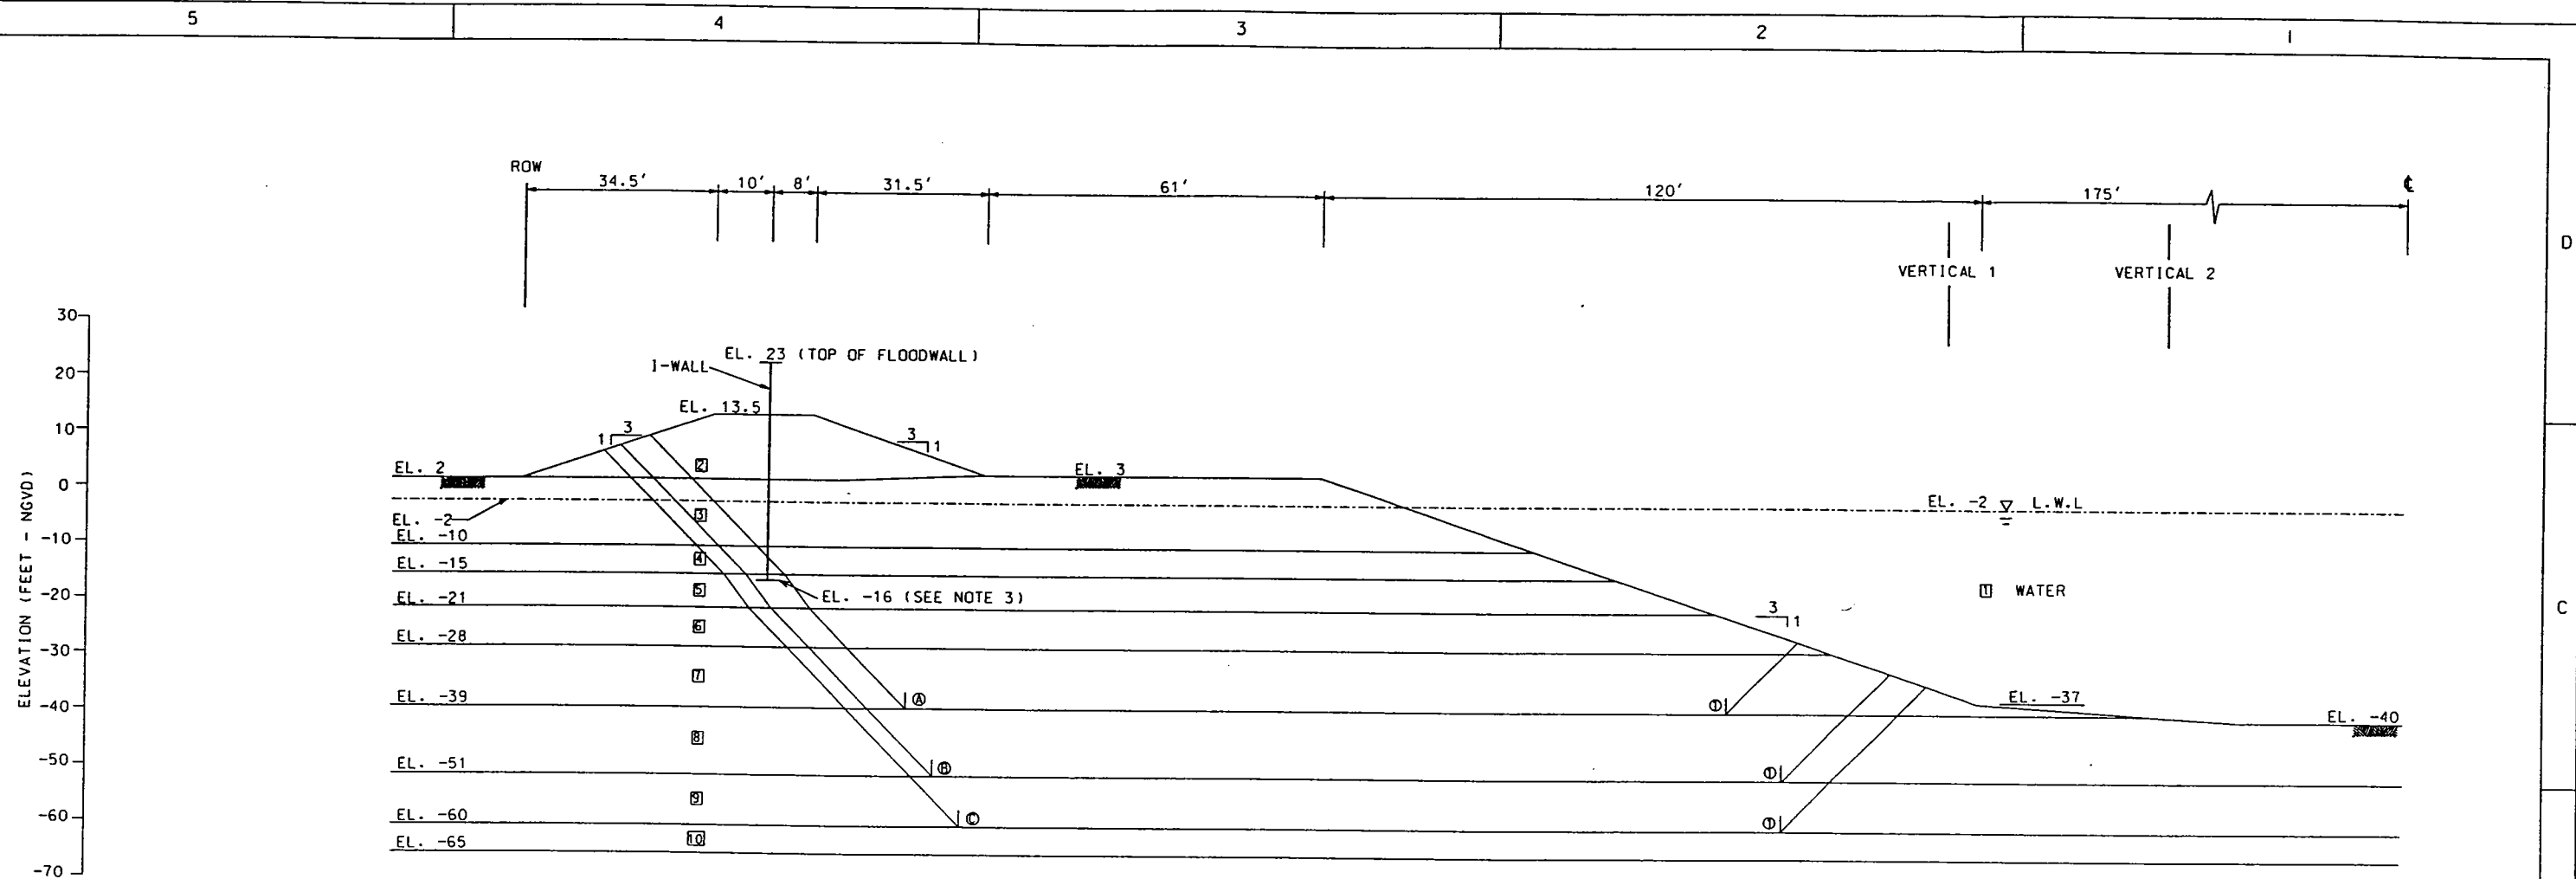 5 4 3 2 1
ROW
34.5' 10' 8' 31.5' 61' 120' 175' ℄
D
VERTICAL 1 VERTICAL 2
30
EL. 23 (TOP OF FLOODWALL)
I-WALL
20
EL. 13.5
10
3
1
3
1
2
EL. 2
EL. 3
0
EL. -2 L.W.L
3
EL. -2
EL. -10
-10
4
EL. -15
5
1 WATER
-20
EL. -16 (SEE NOTE 3)
EL. -21
C
3
1
6
EL. -28
-30
7
EL. -39
A
1
EL. -37
-40
EL. -40
8
EL. -51
B
1
-50
9
EL. -60
C
1
-60
10
EL. -65
-70
ELEVATION (FEET - NGVD)